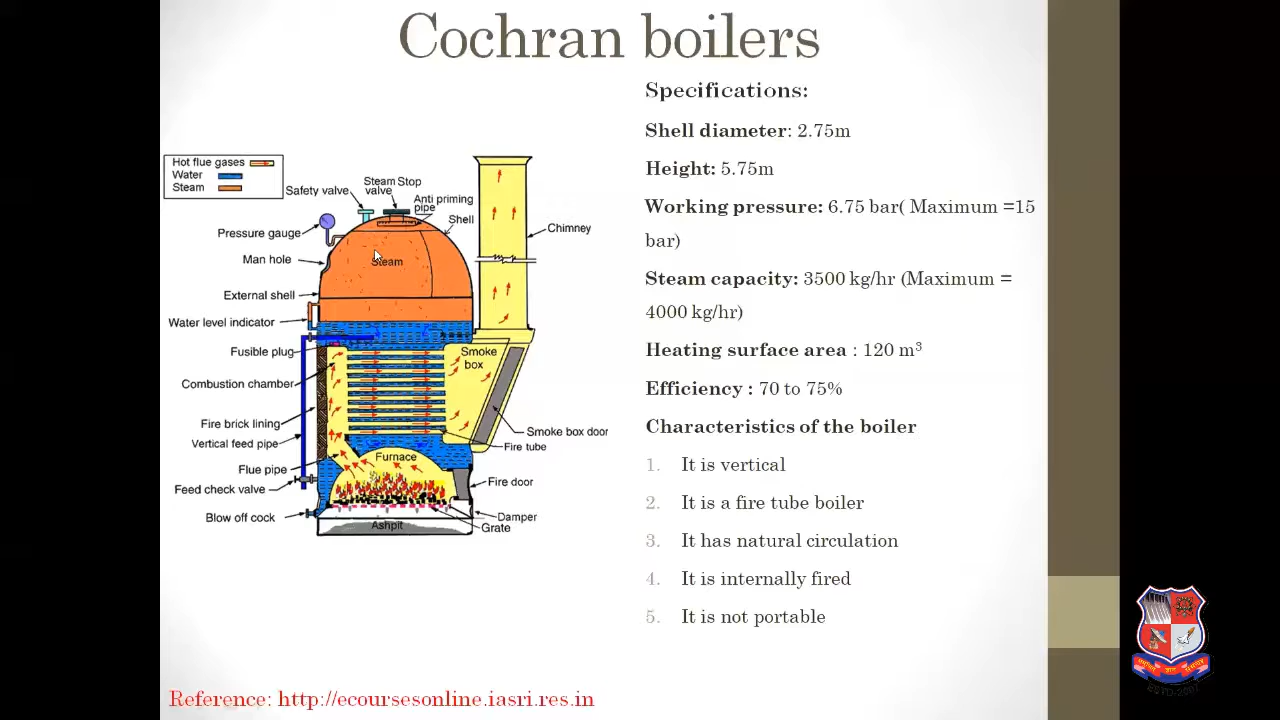 Cochran boilers
Hot flue gases
Water
Steam
Safety valve
Steam Stop
valve
Anti priming
pipe
Shell
Pressure gauge
Chimney
Man hole
Steam
External shell
Water level indicator
Fusible plug
Smoke
box
Combustion chamber
Fire brick lining
Smoke box door
Vertical feed pipe
Fire tube
Furnace
Flue pipe
Fire door
Feed check valve
Blow off cock
Damper
Ashpit
Grate
Specifications:
Shell diameter: 2.75m
Height: 5.75m
Working pressure: 6.75 bar( Maximum =15
bar)
Steam capacity: 3500 kg/hr (Maximum =
4000 kg/hr)
Heating surface area : 120 m³
Efficiency : 70 to 75%
Characteristics of the boiler
1. It is vertical
2. It is a fire tube boiler
3. It has natural circulation
4. It is internally fired
5. It is not portable
Reference: http://ecoursesonline.iasri.res.in